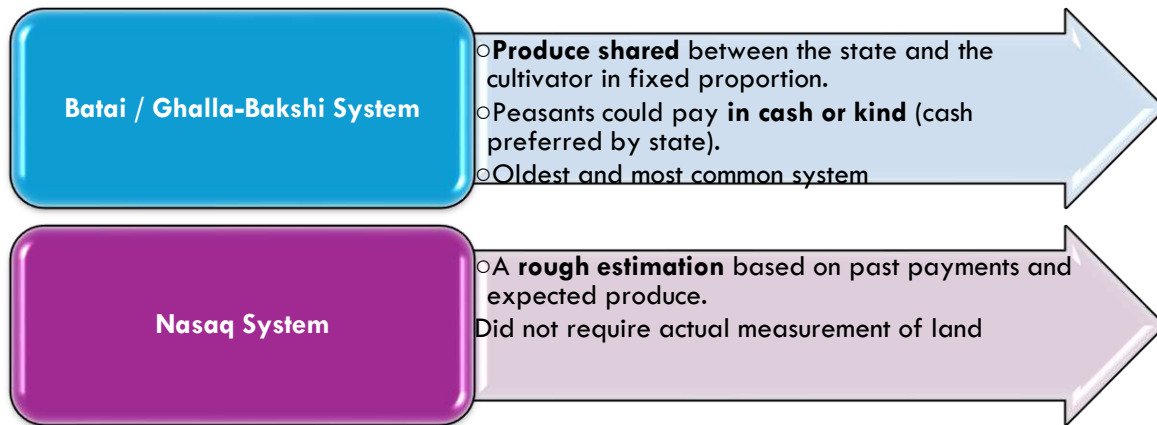 Batai / Ghalla-Bakshi System
○Produce shared between the state and the
cultivator in fixed proportion.
○Peasants could pay in cash or kind (cash
preferred by state).
○Oldest and most common system
Nasaq System
○A rough estimation based on past payments and
expected produce.
Did not require actual measurement of land